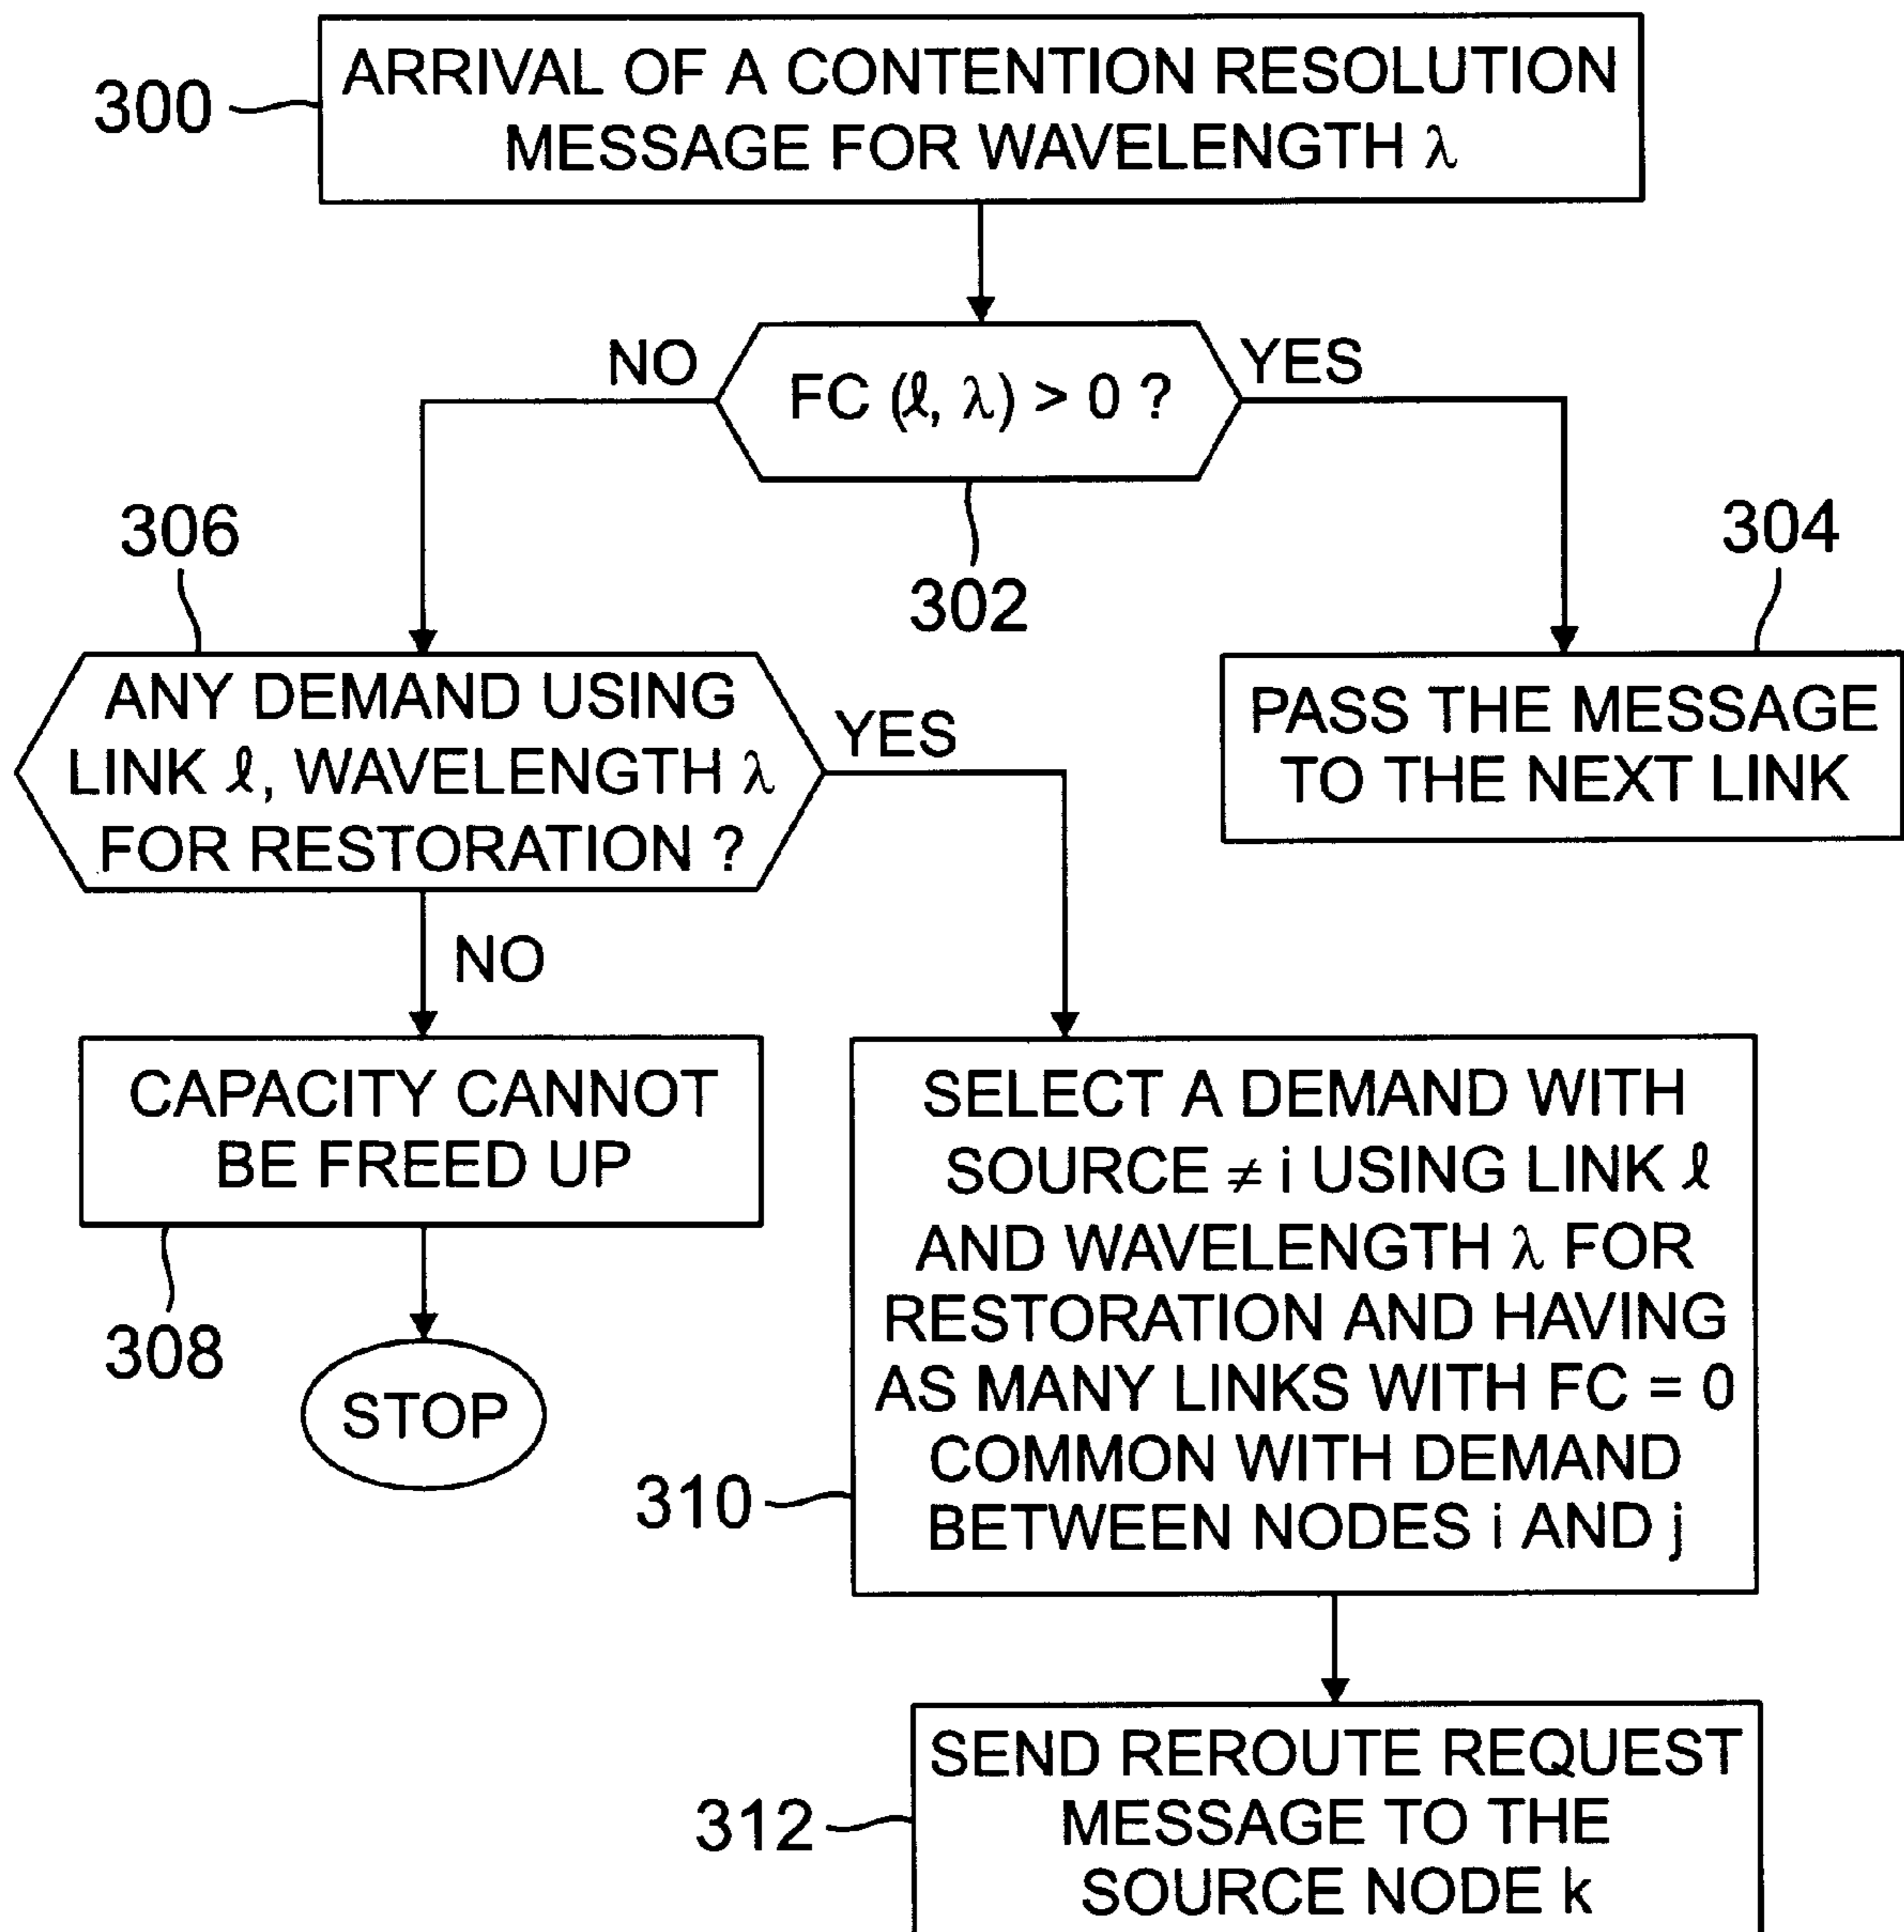 300
ARRIVAL OF A CONTENTION RESOLUTION
MESSAGE FOR WAVELENGTH λ
NO
FC (ℓ, λ) > 0 ?
YES
302
306
304
ANY DEMAND USING
LINK ℓ, WAVELENGTH λ
FOR RESTORATION ?
YES
PASS THE MESSAGE
TO THE NEXT LINK
NO
CAPACITY CANNOT
BE FREED UP
308
STOP
SELECT A DEMAND WITH
SOURCE ≠ i USING LINK ℓ
AND WAVELENGTH λ FOR
RESTORATION AND HAVING
AS MANY LINKS WITH FC = 0
COMMON WITH DEMAND
BETWEEN NODES i AND j
310
SEND REROUTE REQUEST
MESSAGE TO THE
SOURCE NODE k
312